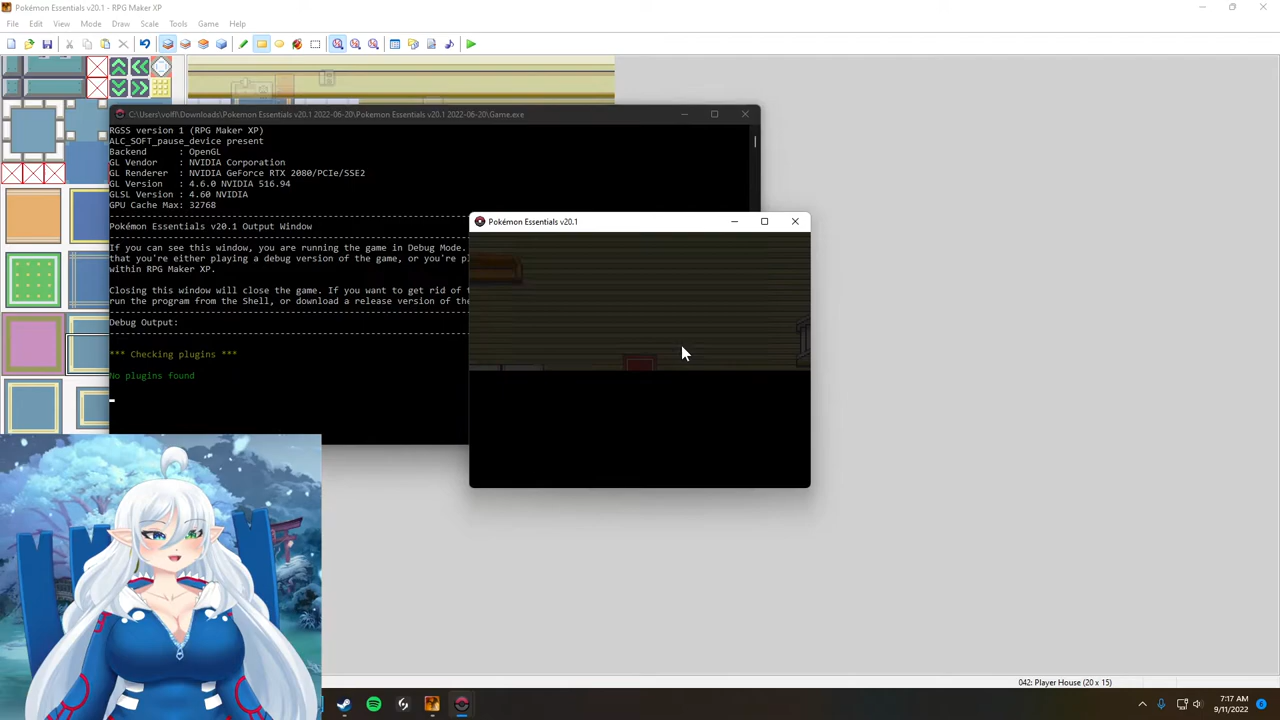 Pokémon Essentials v20.1 - RPG Maker XP
File Edit View Mode Draw Scale Tools Game Help
C:\Users\volfl\Downloads\Pokemon Essentials v20.1 2022-06-20\Pokemon Essentials v20.1 2022-06-20\Game.exe
RGSS version 1 (RPG Maker XP)
ALC_SOFT_pause_device present
Backend : OpenGL
GL Vendor : NVIDIA Corporation
GL Renderer : NVIDIA GeForce RTX 2080/PCIe/SSE2
GL Version : 4.6.0 NVIDIA 516.94
GLSL Version : 4.60 NVIDIA
GPU Cache Max: 32768
Pokémon Essentials v20.1 Output Window
If you can see this window, you are running the game in Debug Mode.
that you're either playing a debug version of the game, or you're pl
within RPG Maker XP.
Closing this window will close the game. If you want to get rid of
run the program from the Shell, or download a release version of the
Debug Output:
*** Checking plugins ***
No plugins found
Pokémon Essentials v20.1
042: Player House (20 x 15)
7:17 AM
9/11/2022